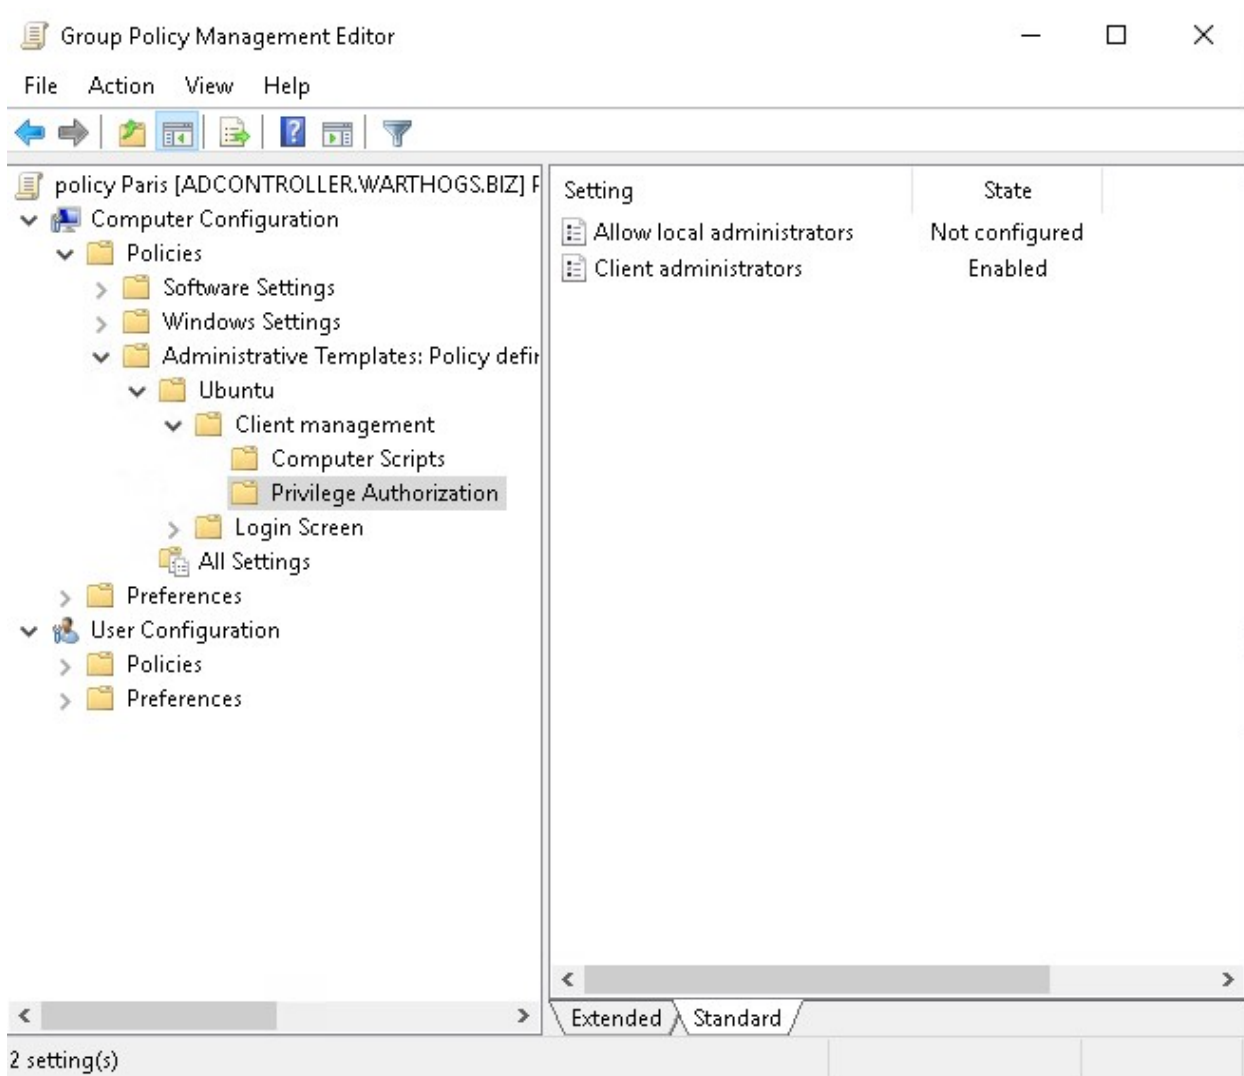 Group Policy Management Editor
File Action View Help
policy Paris [ADCONTROLLER.WARTHOGS.BIZ] P
Computer Configuration
Policies
Software Settings
Windows Settings
Administrative Templates: Policy defin
Ubuntu
Client management
Computer Scripts
Privilege Authorization
Login Screen
All Settings
Preferences
User Configuration
Policies
Preferences
Setting State
Allow local administrators Not configured
Client administrators Enabled
Extended Standard
2 setting(s)